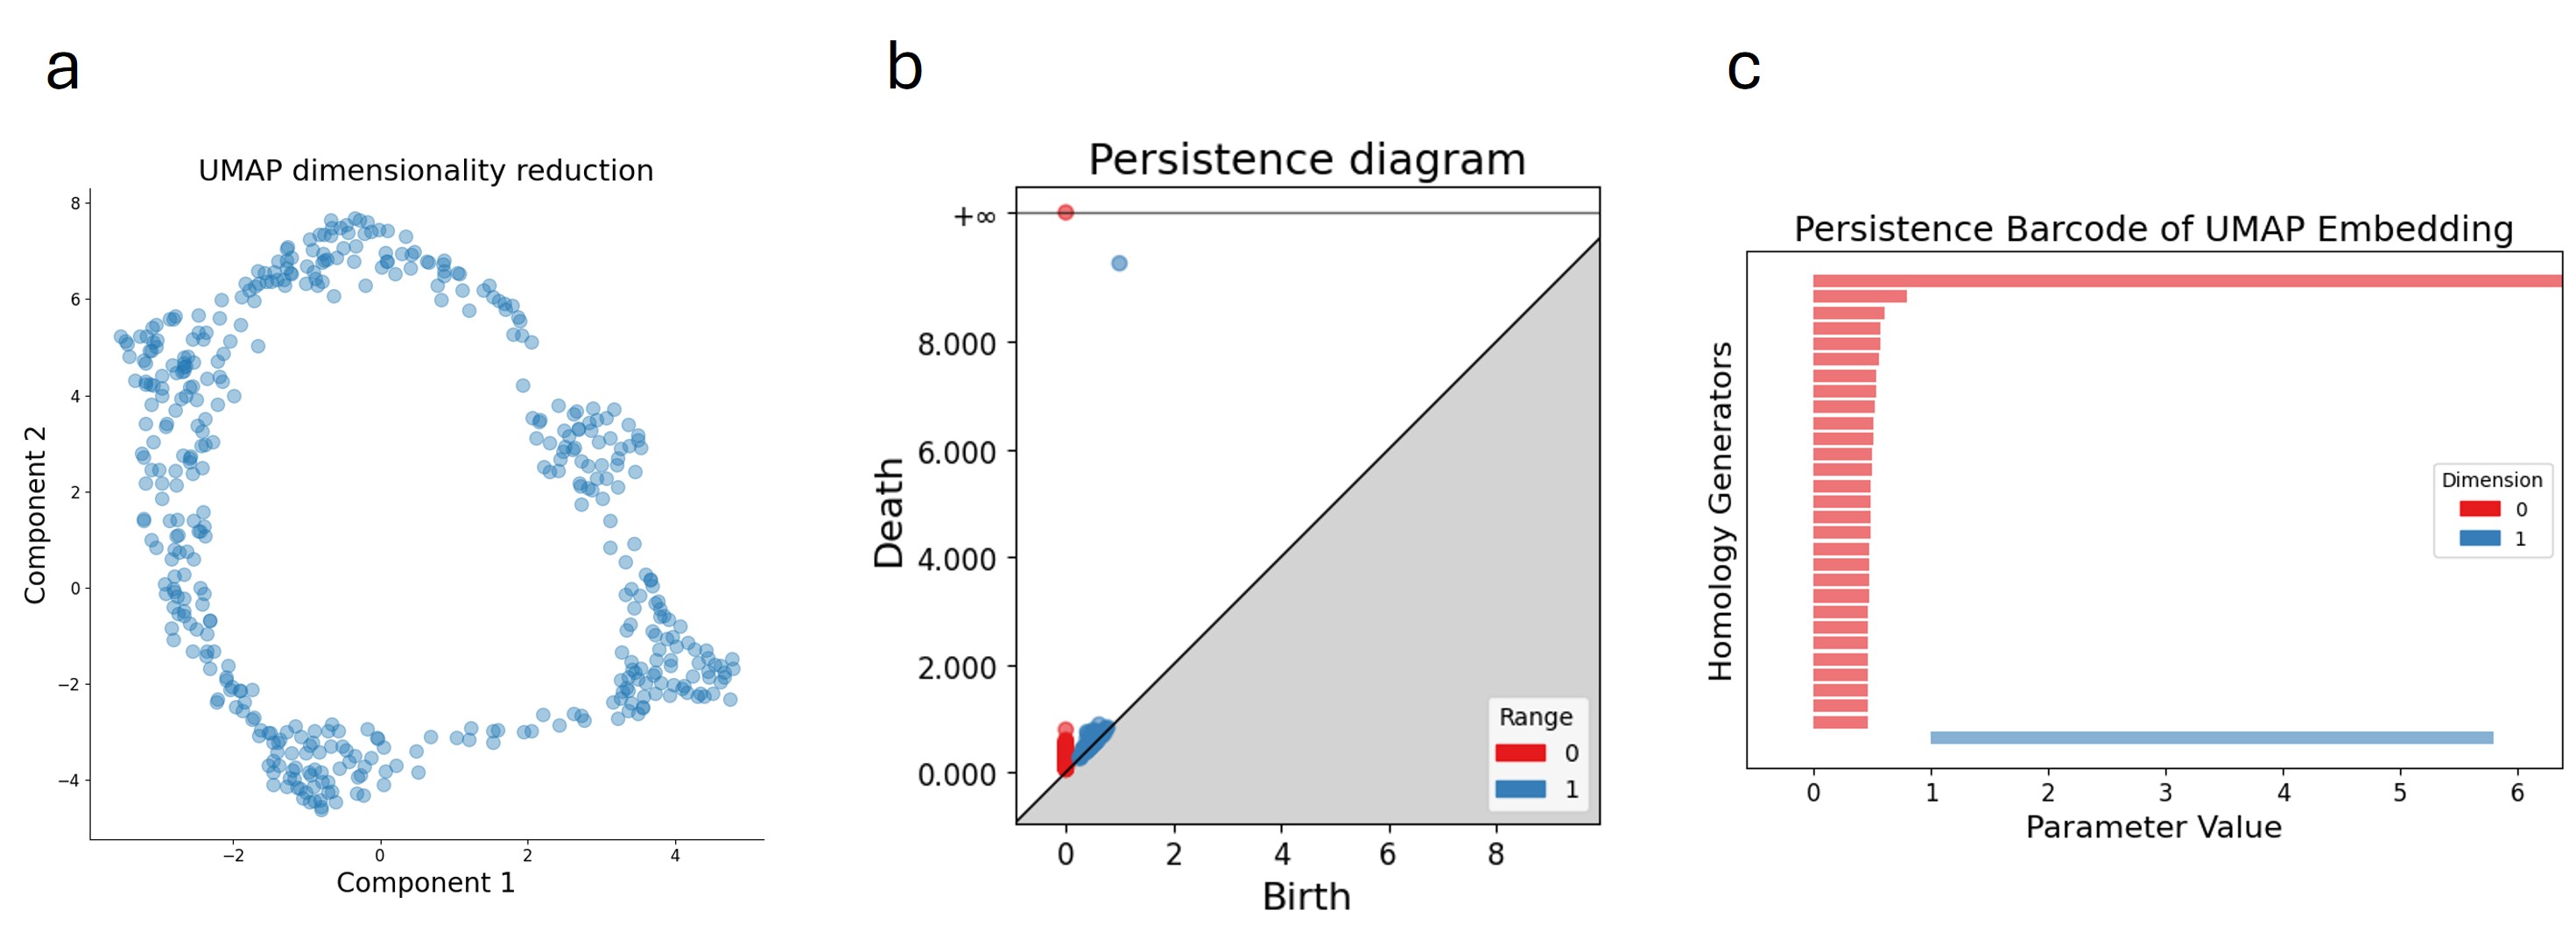 a
b
c
UMAP dimensionality reduction
8
6
4
2
0
−2
−4
−2
0
2
4
Component 2
Component 1
Persistence diagram
+∞
8.000
6.000
4.000
2.000
0.000
Death
0
2
4
6
8
Birth
Range
0
1
Persistence Barcode of UMAP Embedding
Homology Generators
Dimension
0
1
0
1
2
3
4
5
6
Parameter Value